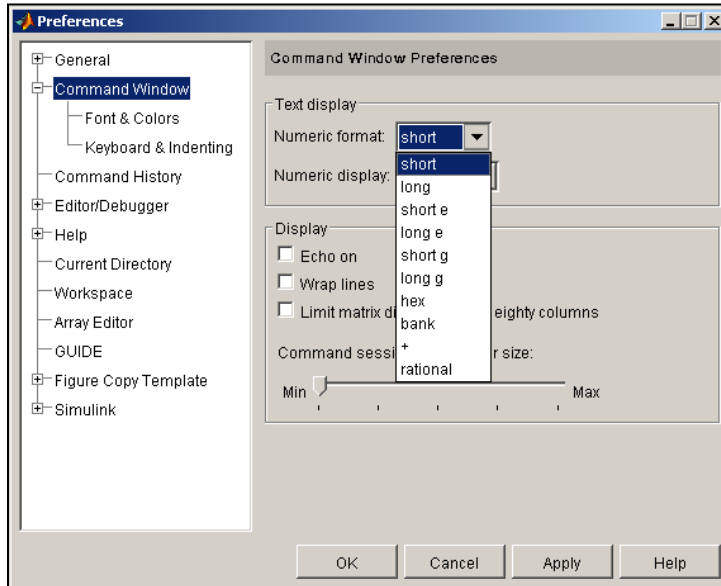 Preferences
General
Command Window
Font & Colors
Keyboard & Indenting
Command History
Editor/Debugger
Help
Current Directory
Workspace
Array Editor
GUIDE
Figure Copy Template
Simulink
Command Window Preferences
Text display
Numeric format: short
Numeric display:
short
long
short e
long e
short g
long g
hex
bank
+
rational
Display
Echo on
Wrap lines
Limit matrix di eighty columns
Command sessi r size:
Min Max
OK Cancel Apply Help